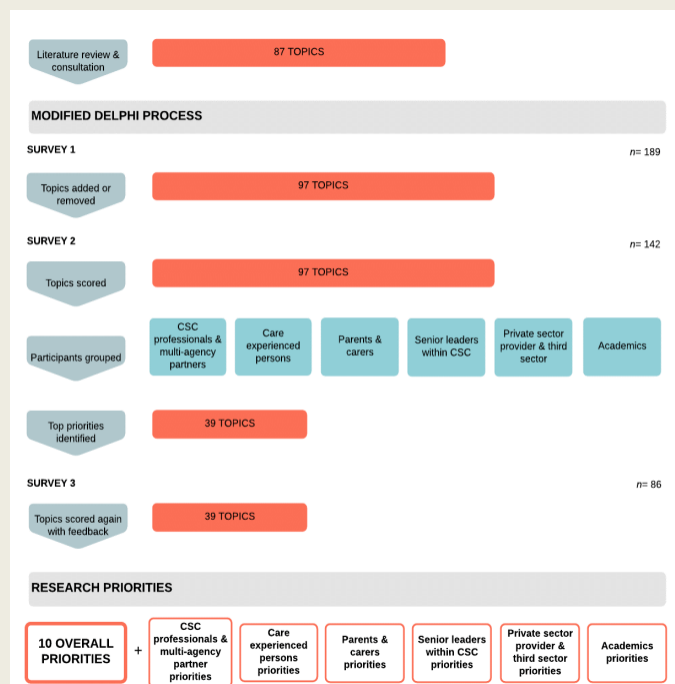 Literature review &
consultation
87 TOPICS
MODIFIED DELPHI PROCESS
SURVEY 1
n= 189
Topics added or
removed
97 TOPICS
SURVEY 2
n= 142
Topics scored
97 TOPICS
Participants grouped
CSC
professionals &
multi-agency
partners
Care
experienced
persons
Parents &
carers
Senior leaders
within CSC
Private sector
provider & third
sector
Academics
Top priorities
identified
39 TOPICS
SURVEY 3
n= 86
Topics scored again
with feedback
39 TOPICS
RESEARCH PRIORITIES
10 OVERALL
PRIORITIES
+
CSC
professionals &
multi-agency
partner
priorities
Care
experienced
persons
priorities
Parents &
carers
priorities
Senior leaders
within CSC
priorities
Private sector
provider &
third sector
priorities
Academics
priorities